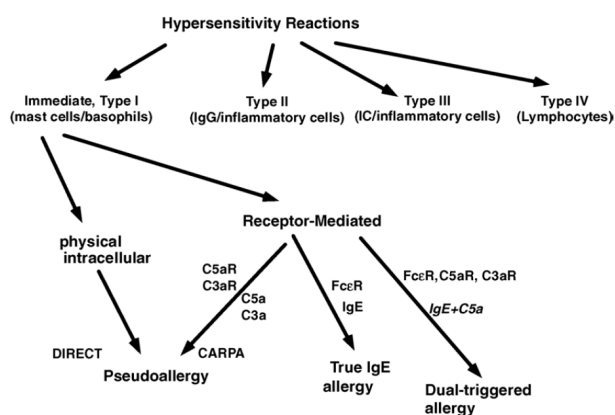 Hypersensitivity Reactions
Immediate, Type I
(mast cells/basophils)
Type II
(IgG/inflammatory cells)
Type III
(IC/inflammatory cells)
Type IV
(Lymphocytes)
Receptor-Mediated
physical
intracellular
C5aR
C3aR
C5a
C3a
FcεR
IgE
FcεR, C5aR, C3aR
IgE+C5a
DIRECT
CARPA
Pseudoallergy
True IgE
allergy
Dual-triggered
allergy